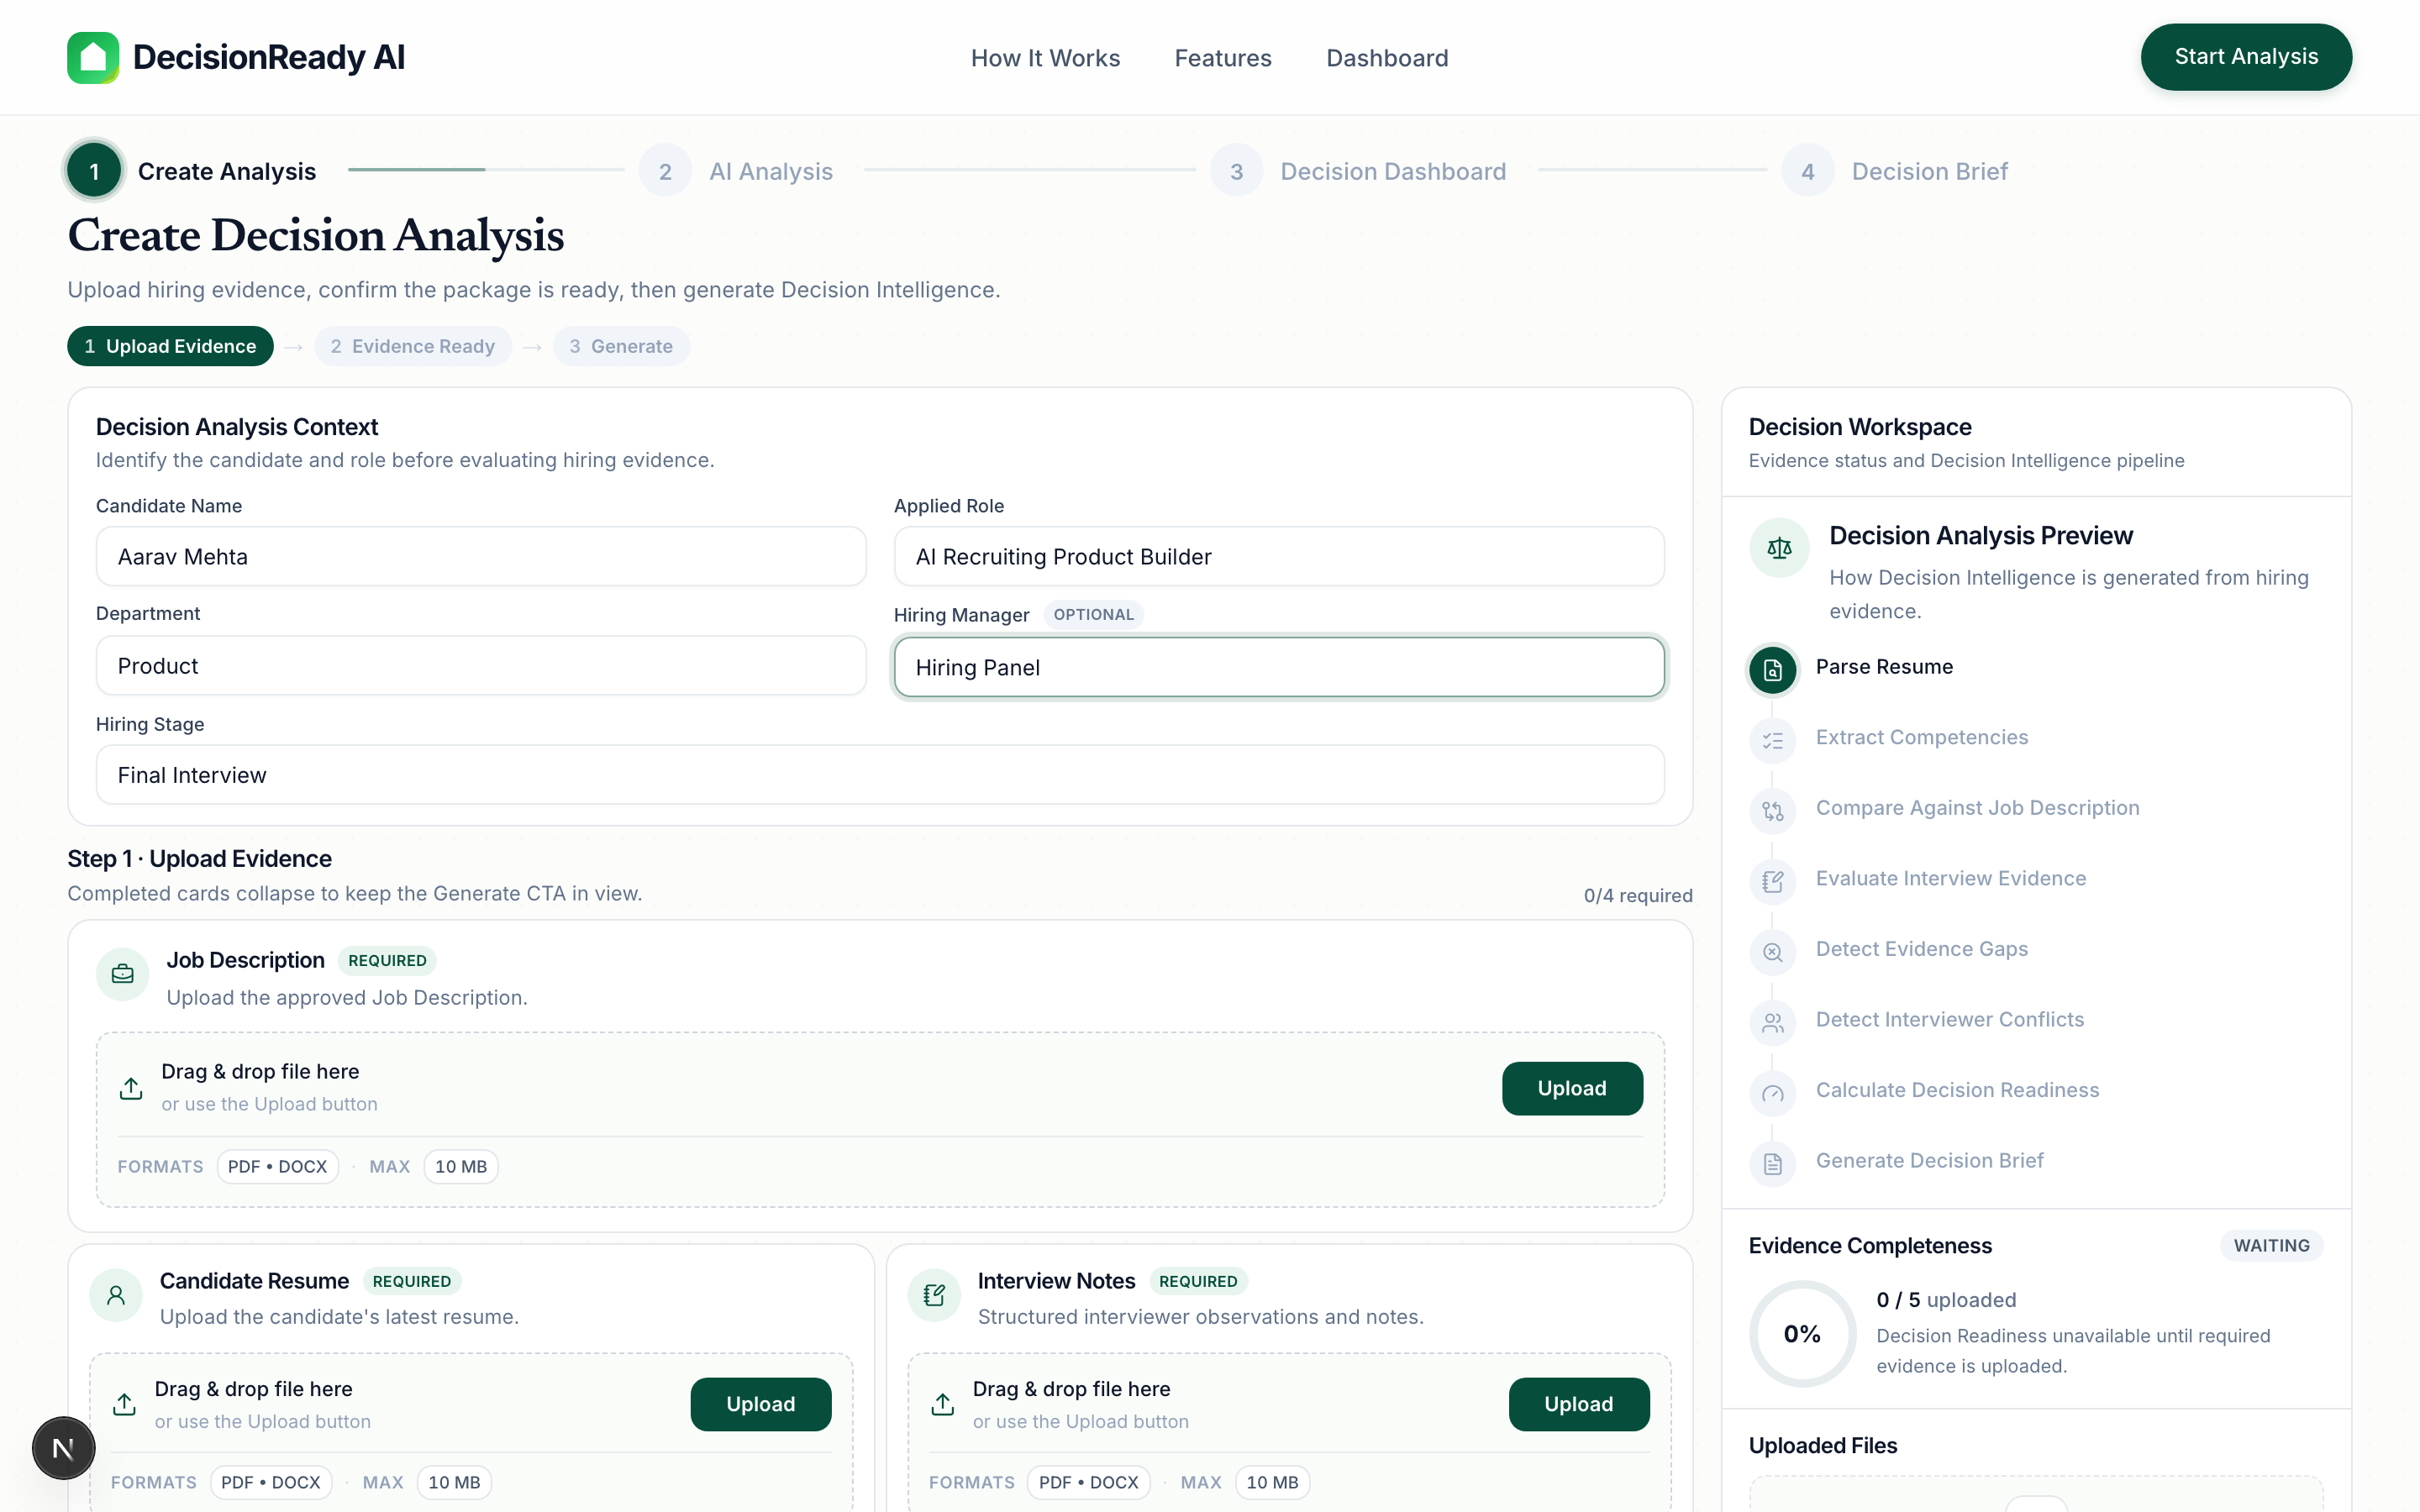 DecisionReady AI
How It Works
Features
Dashboard
Start Analysis
1 Create Analysis
2 AI Analysis
3 Decision Dashboard
4 Decision Brief
Create Decision Analysis
Upload hiring evidence, confirm the package is ready, then generate Decision Intelligence.
1 Upload Evidence → 2 Evidence Ready → 3 Generate
Decision Analysis Context
Identify the candidate and role before evaluating hiring evidence.
Candidate Name
Aarav Mehta
Applied Role
AI Recruiting Product Builder
Department
Product
Hiring Manager OPTIONAL
Hiring Panel
Hiring Stage
Final Interview
Step 1 · Upload Evidence
Completed cards collapse to keep the Generate CTA in view.
0/4 required
Job Description REQUIRED
Upload the approved Job Description.
Drag & drop file here
or use the Upload button
Upload
FORMATS PDF • DOCX · MAX 10 MB
Candidate Resume REQUIRED
Upload the candidate's latest resume.
Drag & drop file here
or use the Upload button
Upload
FORMATS PDF • DOCX · MAX 10 MB
Interview Notes REQUIRED
Structured interviewer observations and notes.
Drag & drop file here
or use the Upload button
Upload
FORMATS PDF • DOCX · MAX 10 MB
N
Decision Workspace
Evidence status and Decision Intelligence pipeline
Decision Analysis Preview
How Decision Intelligence is generated from hiring
evidence.
Parse Resume
Extract Competencies
Compare Against Job Description
Evaluate Interview Evidence
Detect Evidence Gaps
Detect Interviewer Conflicts
Calculate Decision Readiness
Generate Decision Brief
Evidence Completeness
WAITING
0%
0 / 5 uploaded
Decision Readiness unavailable until required
evidence is uploaded.
Uploaded Files